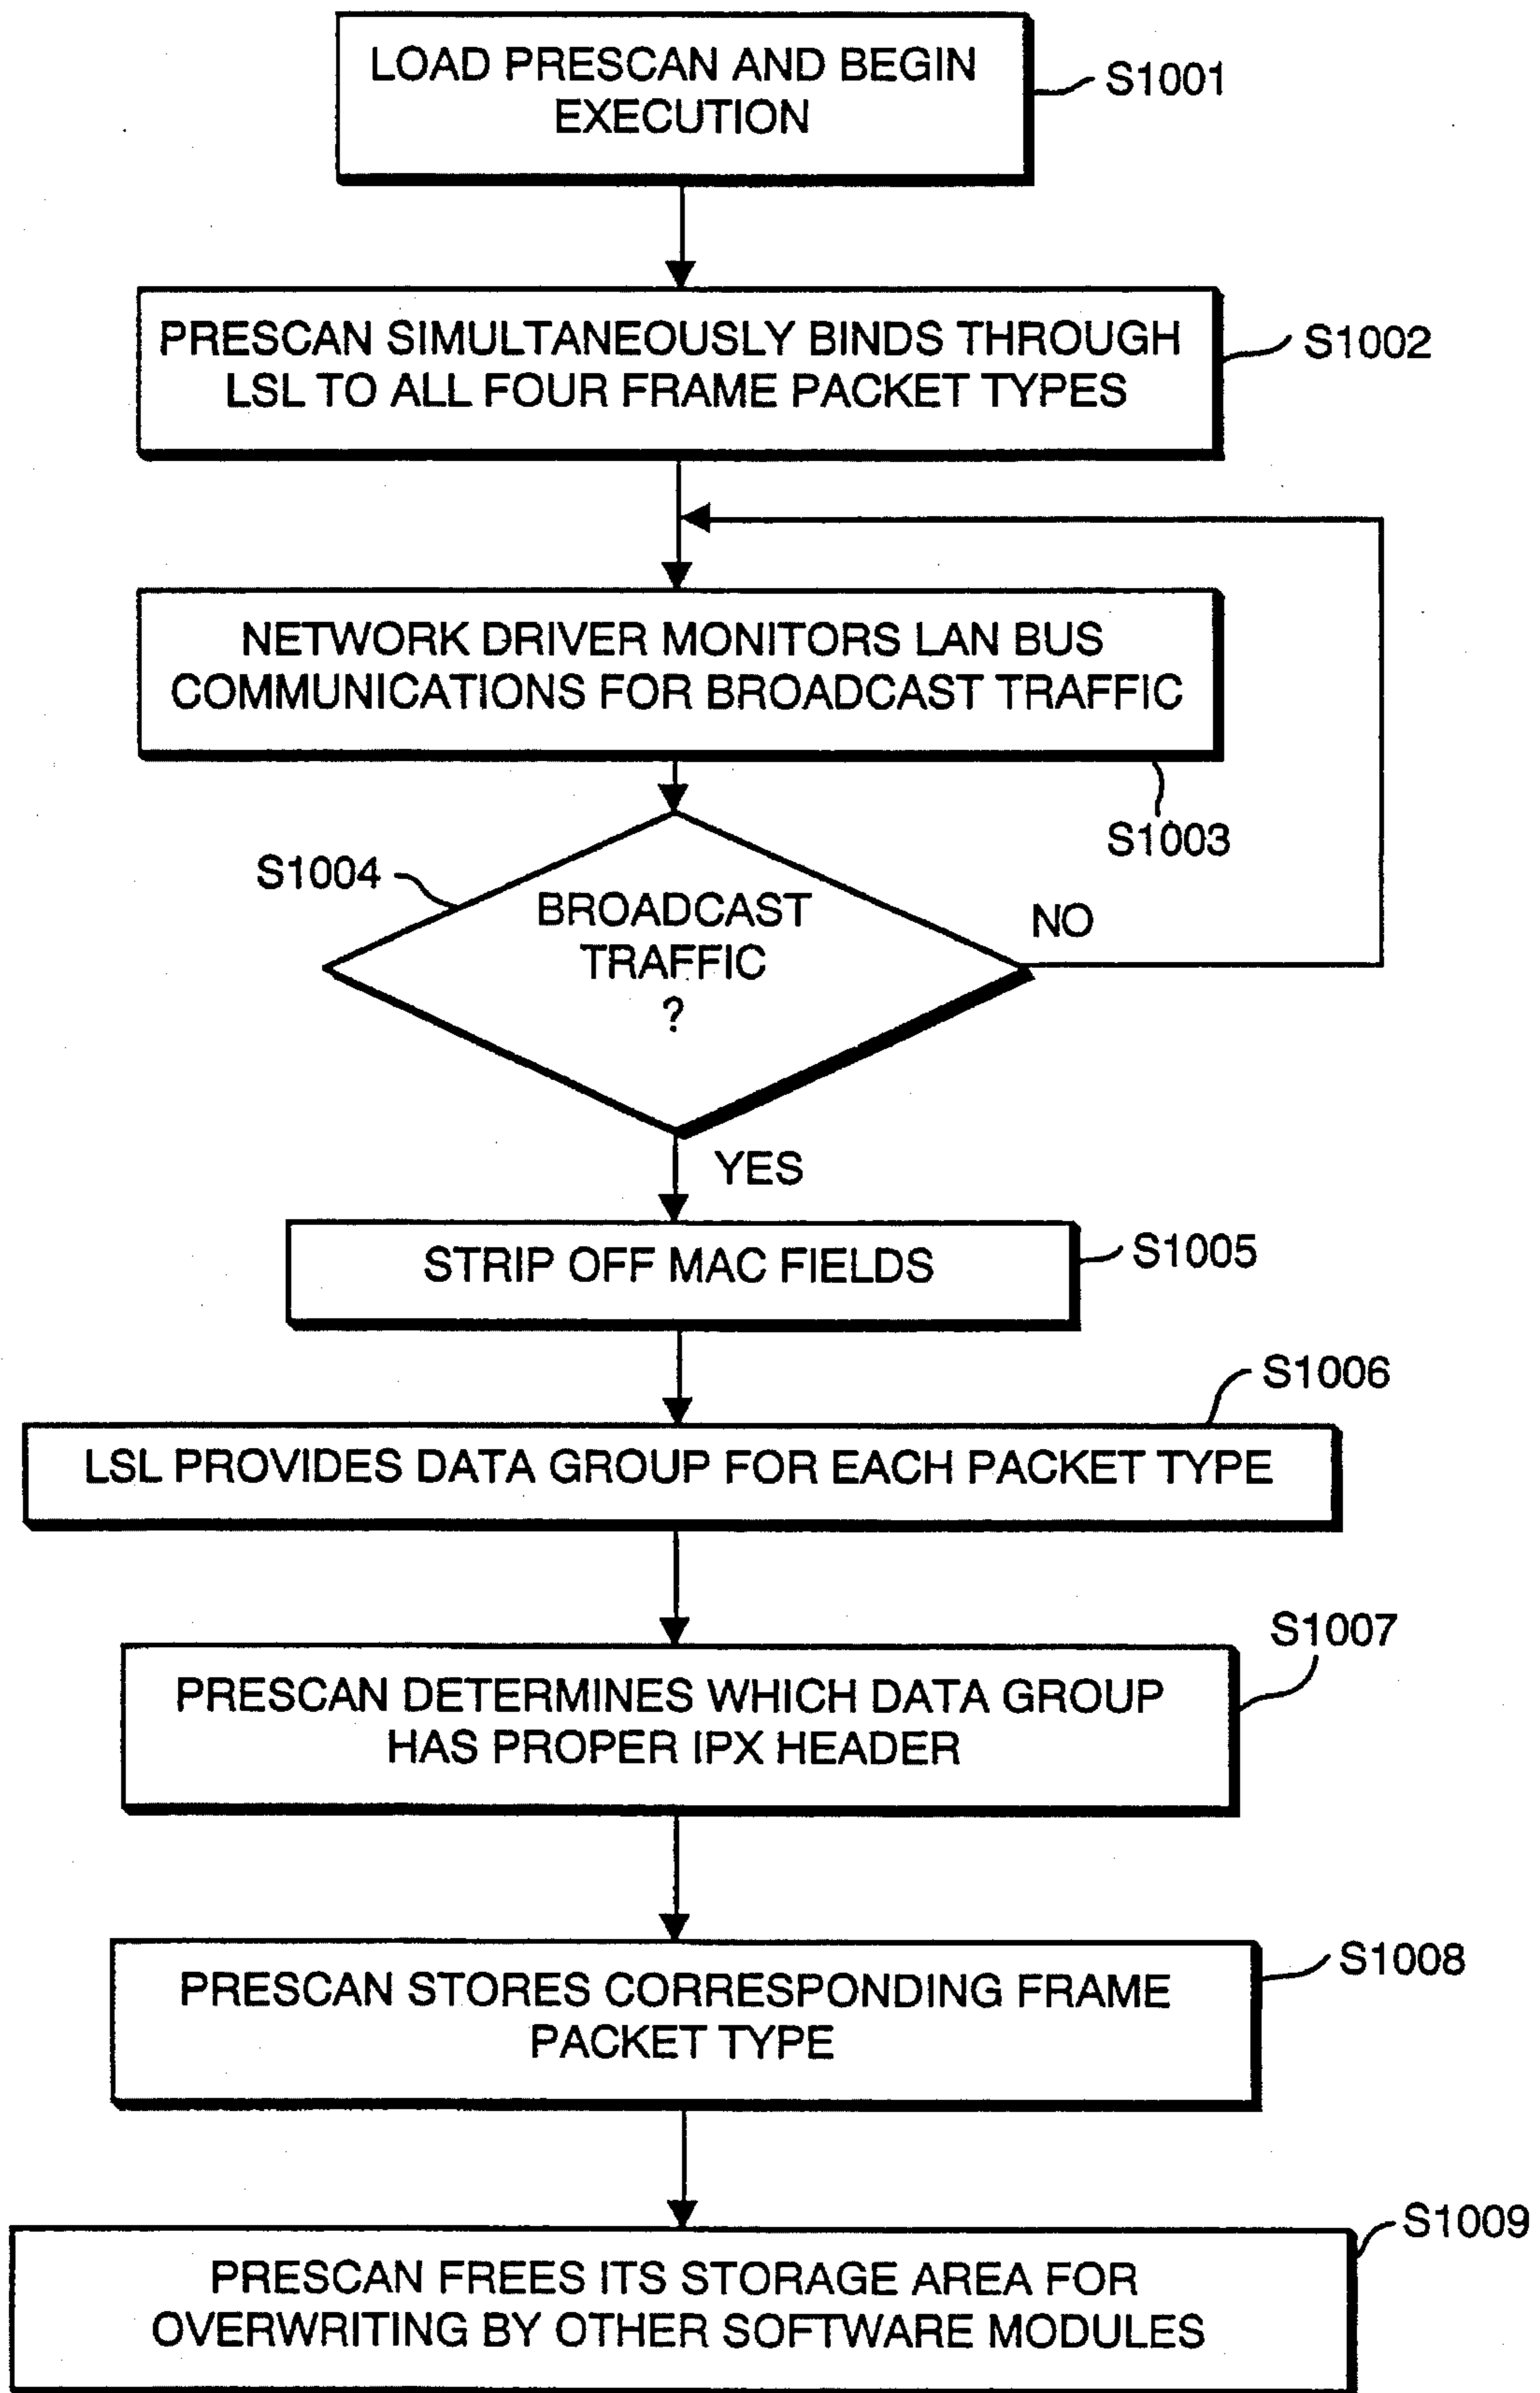 LOAD PRESCAN AND BEGIN
EXECUTION
S1001
PRESCAN SIMULTANEOUSLY BINDS THROUGH
LSL TO ALL FOUR FRAME PACKET TYPES
S1002
NETWORK DRIVER MONITORS LAN BUS
COMMUNICATIONS FOR BROADCAST TRAFFIC
S1003
S1004
BROADCAST
TRAFFIC
?
NO
YES
STRIP OFF MAC FIELDS
S1005
S1006
LSL PROVIDES DATA GROUP FOR EACH PACKET TYPE
S1007
PRESCAN DETERMINES WHICH DATA GROUP
HAS PROPER IPX HEADER
S1008
PRESCAN STORES CORRESPONDING FRAME
PACKET TYPE
S1009
PRESCAN FREES ITS STORAGE AREA FOR
OVERWRITING BY OTHER SOFTWARE MODULES